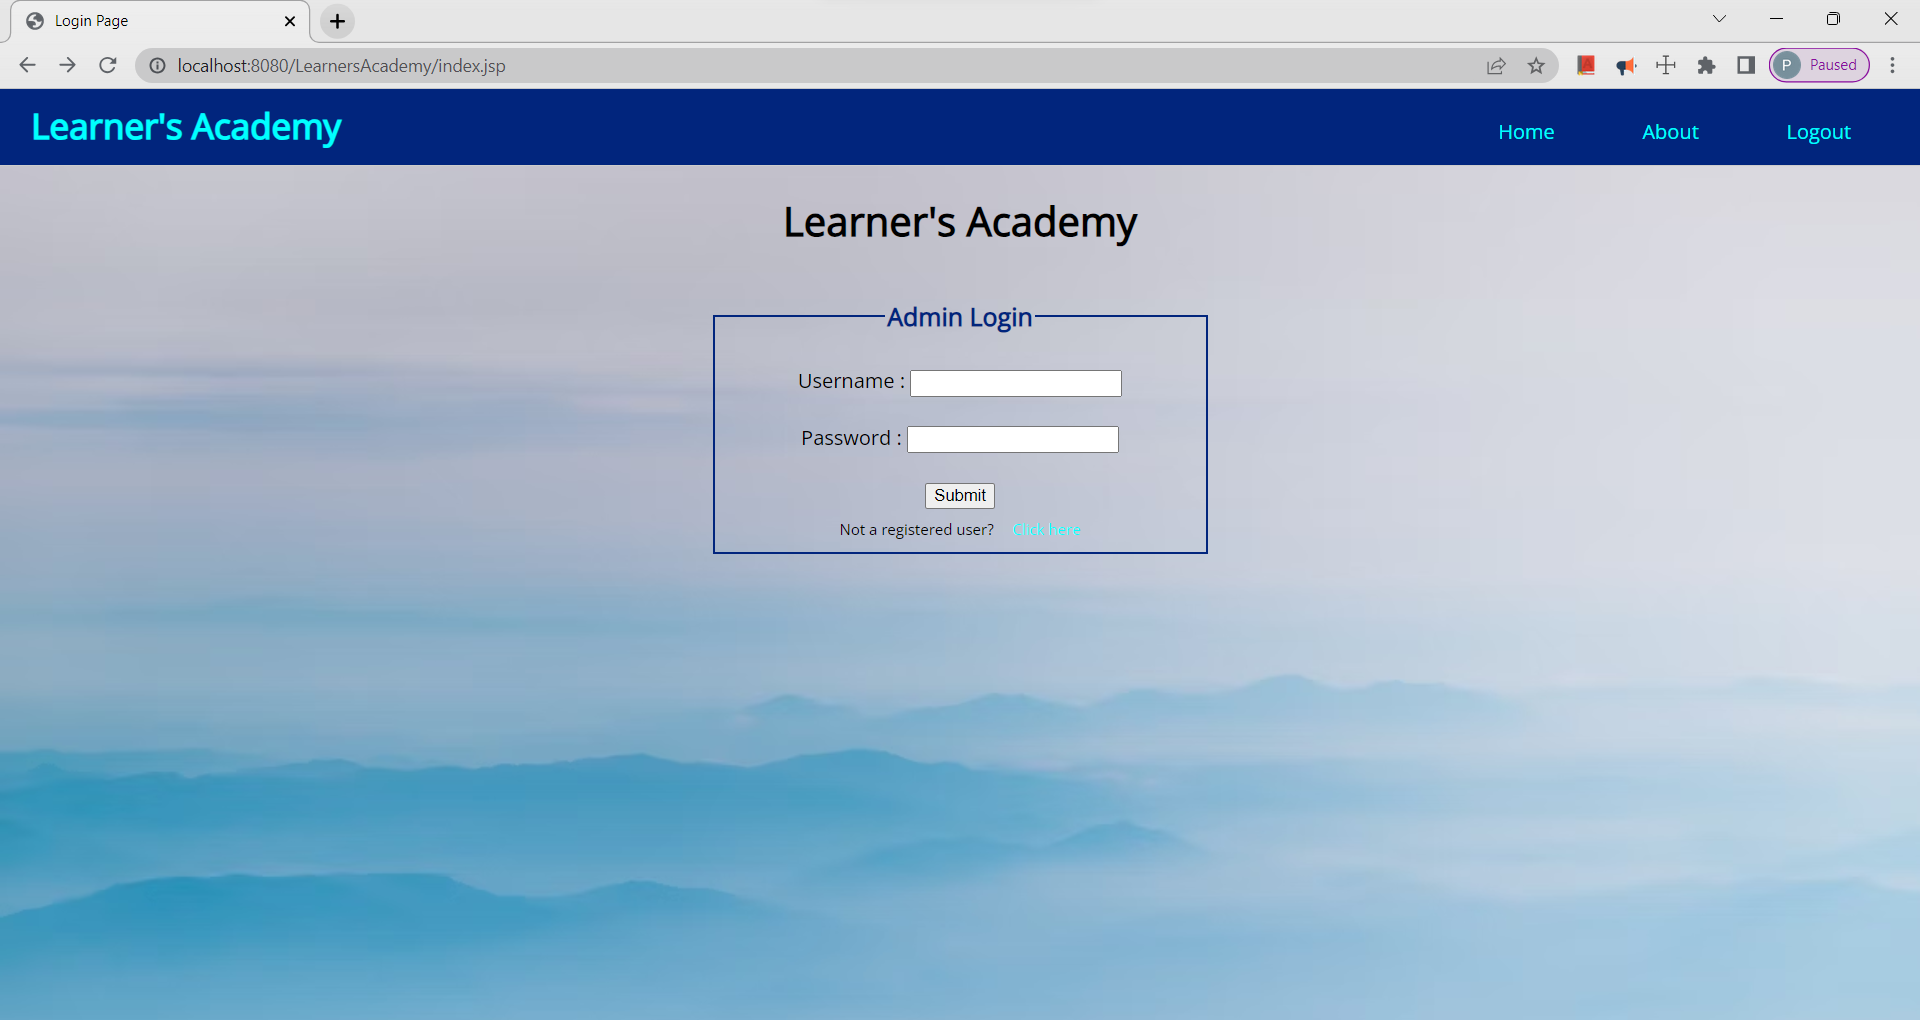 Login Page
localhost:8080/LearnersAcademy/index.jsp
P Paused
Learner's Academy
Home About Logout
Learner's Academy
Admin Login
Username :
Password :
Submit
Not a registered user? Click here